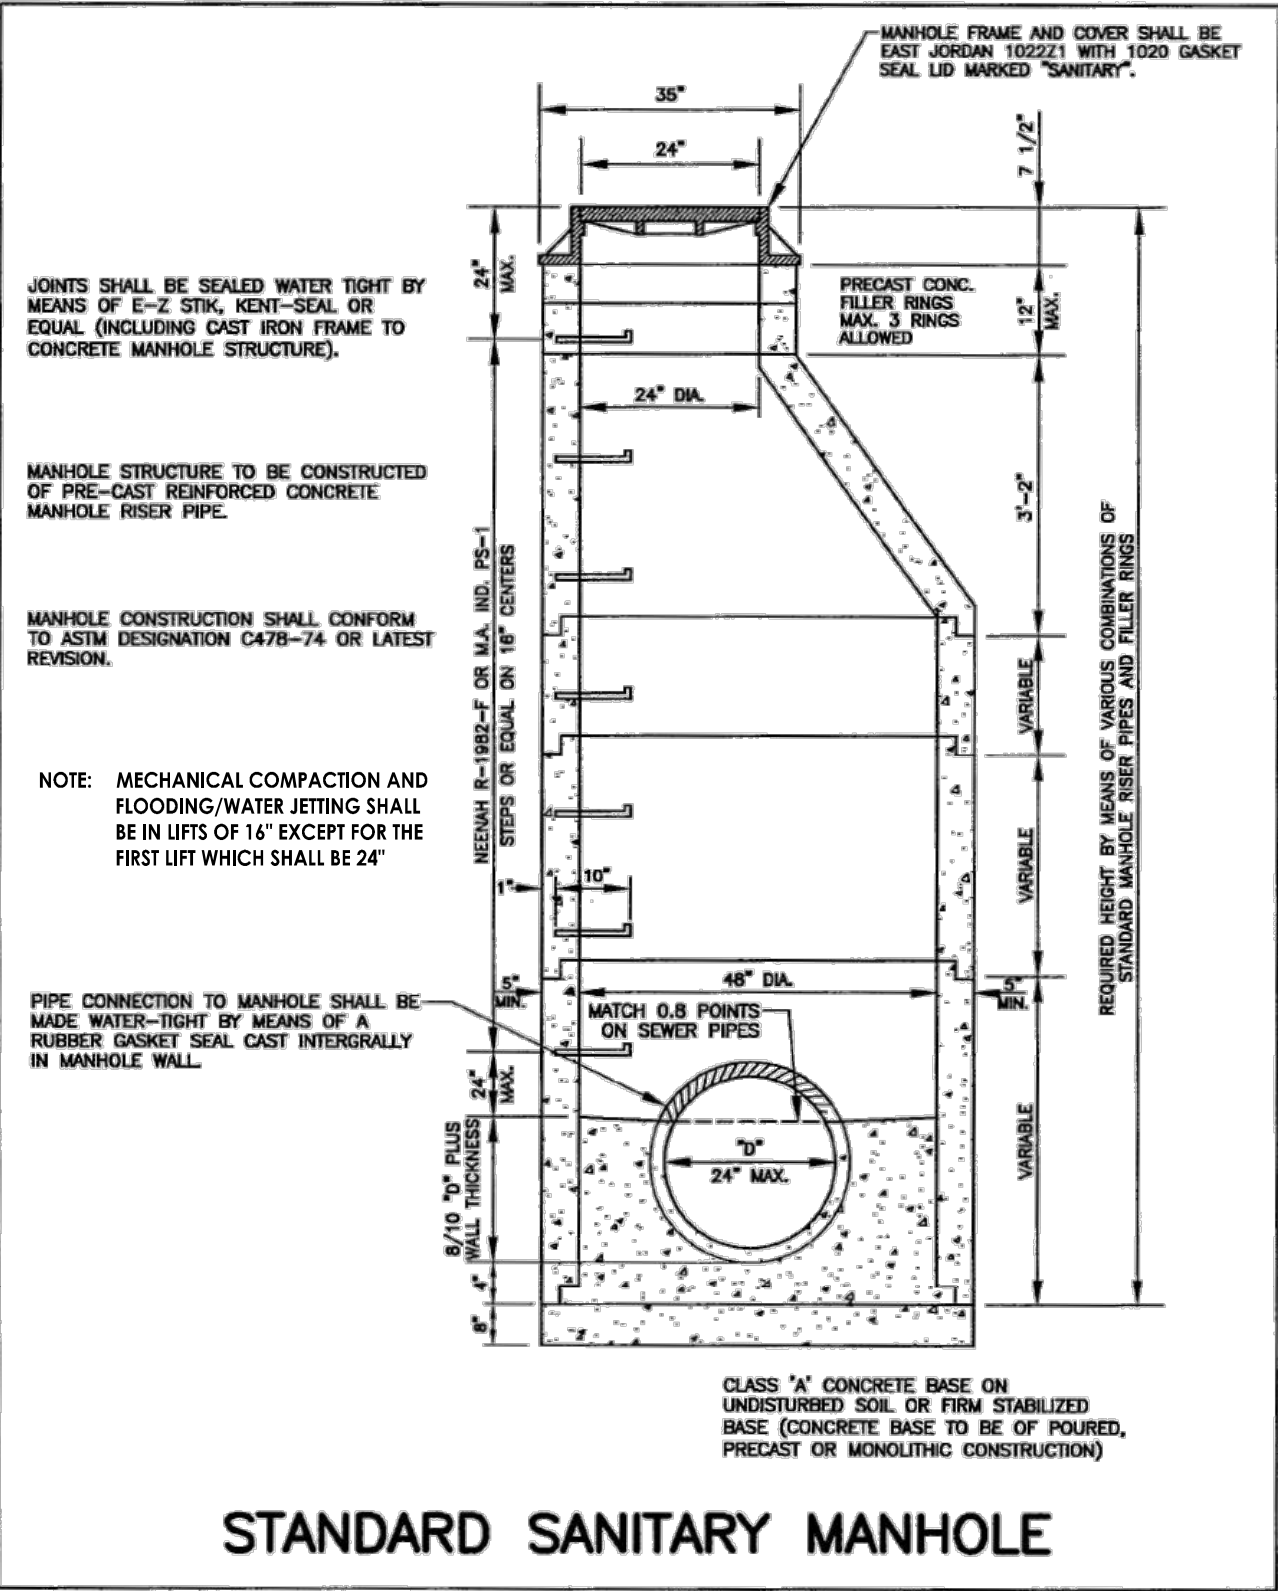 MANHOLE FRAME AND COVER SHALL BE
EAST JORDAN 1022Z1 WITH 1020 GASKET
SEAL LID MARKED "SANITARY".
35"
24"
7 1/2"
24"
MAX.
JOINTS SHALL BE SEALED WATER TIGHT BY
MEANS OF E-Z STIK, KENT-SEAL OR
EQUAL (INCLUDING CAST IRON FRAME TO
CONCRETE MANHOLE STRUCTURE).
PRECAST CONC.
FILLER RINGS
MAX. 3 RINGS
ALLOWED
12"
MAX.
24" DIA.
MANHOLE STRUCTURE TO BE CONSTRUCTED
OF PRE-CAST REINFORCED CONCRETE
MANHOLE RISER PIPE.
3'-2"
MANHOLE CONSTRUCTION SHALL CONFORM
TO ASTM DESIGNATION C478-74 OR LATEST
REVISION.
NEENAH R-1982-F OR M.A. IND. PS-1
STEPS OR EQUAL ON 16" CENTERS
REQUIRED HEIGHT BY MEANS OF VARIOUS COMBINATIONS OF
STANDARD MANHOLE RISER PIPES AND FILLER RINGS
VARIABLE
NOTE: MECHANICAL COMPACTION AND
FLOODING/WATER JETTING SHALL
BE IN LIFTS OF 16" EXCEPT FOR THE
FIRST LIFT WHICH SHALL BE 24"
VARIABLE
1"
10"
5"
MIN.
48" DIA.
5"
MIN.
PIPE CONNECTION TO MANHOLE SHALL BE
MADE WATER-TIGHT BY MEANS OF A
RUBBER GASKET SEAL CAST INTERGRALLY
IN MANHOLE WALL
MATCH 0.8 POINTS
ON SEWER PIPES
24"
MAX.
VARIABLE
8/10 "D" PLUS
WALL THICKNESS
"D"
24" MAX.
4"
8"
CLASS 'A' CONCRETE BASE ON
UNDISTURBED SOIL OR FIRM STABILIZED
BASE (CONCRETE BASE TO BE OF POURED,
PRECAST OR MONOLITHIC CONSTRUCTION)
STANDARD SANITARY MANHOLE